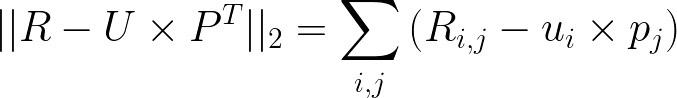 ||R − U × P^T||_2 = ∑_{i,j} (R_{i,j} − u_i × p_j)